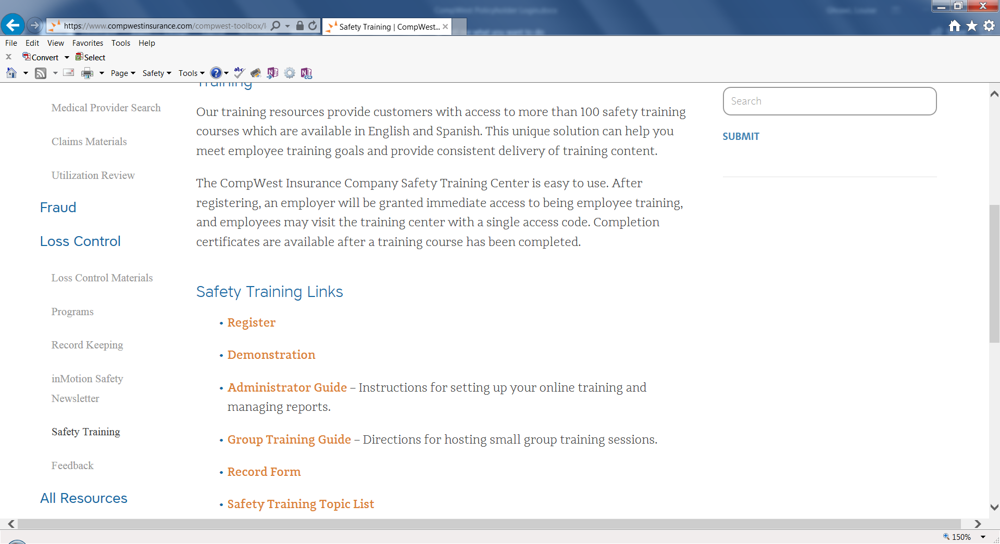 https://www.compwestinsurance.com/compwest-toolbox/l
Safety Training | CompWest...
File Edit View Favorites Tools Help
Convert Select
Page Safety Tools
Training
Medical Provider Search
Claims Materials
Utilization Review
Fraud
Loss Control
Loss Control Materials
Programs
Record Keeping
inMotion Safety
Newsletter
Safety Training
Feedback
All Resources
Our training resources provide customers with access to more than 100 safety training
courses which are available in English and Spanish. This unique solution can help you
meet employee training goals and provide consistent delivery of training content.
The CompWest Insurance Company Safety Training Center is easy to use. After
registering, an employer will be granted immediate access to being employee training,
and employees may visit the training center with a single access code. Completion
certificates are available after a training course has been completed.
Safety Training Links
• Register
• Demonstration
• Administrator Guide – Instructions for setting up your online training and
managing reports.
• Group Training Guide – Directions for hosting small group training sessions.
• Record Form
• Safety Training Topic List
Search
SUBMIT
150%